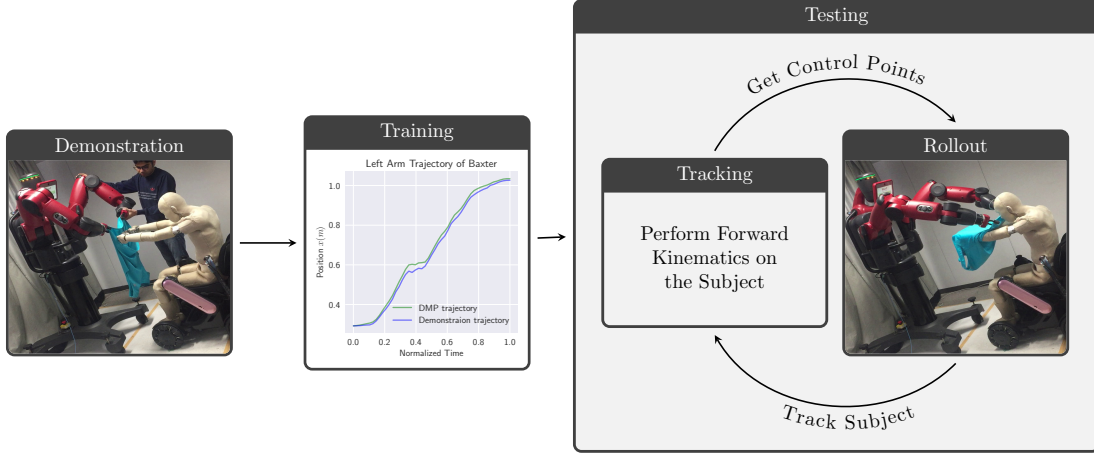 Demonstration
Training
Left Arm Trajectory of Baxter
Position x(m)
1.0
0.8
0.6
0.4
DMP trajectory
Demonstraion trajectory
0.0 0.2 0.4 0.6 0.8 1.0
Normalized Time
Testing
Get Control Points
Tracking
Perform Forward
Kinematics on
the Subject
Rollout
Track Subject